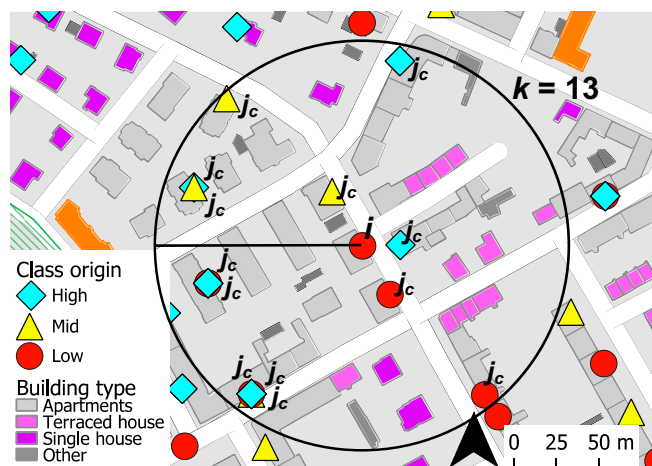 j_c
k = 13
j_c
j_c
j_c
j_c
i
j_c
j_c
j_c
j_c
j_c
j_c
j_c
j_c
Class origin
High
Mid
Low
Building type
Apartments
Terraced house
Single house
Other
0 25 50 m